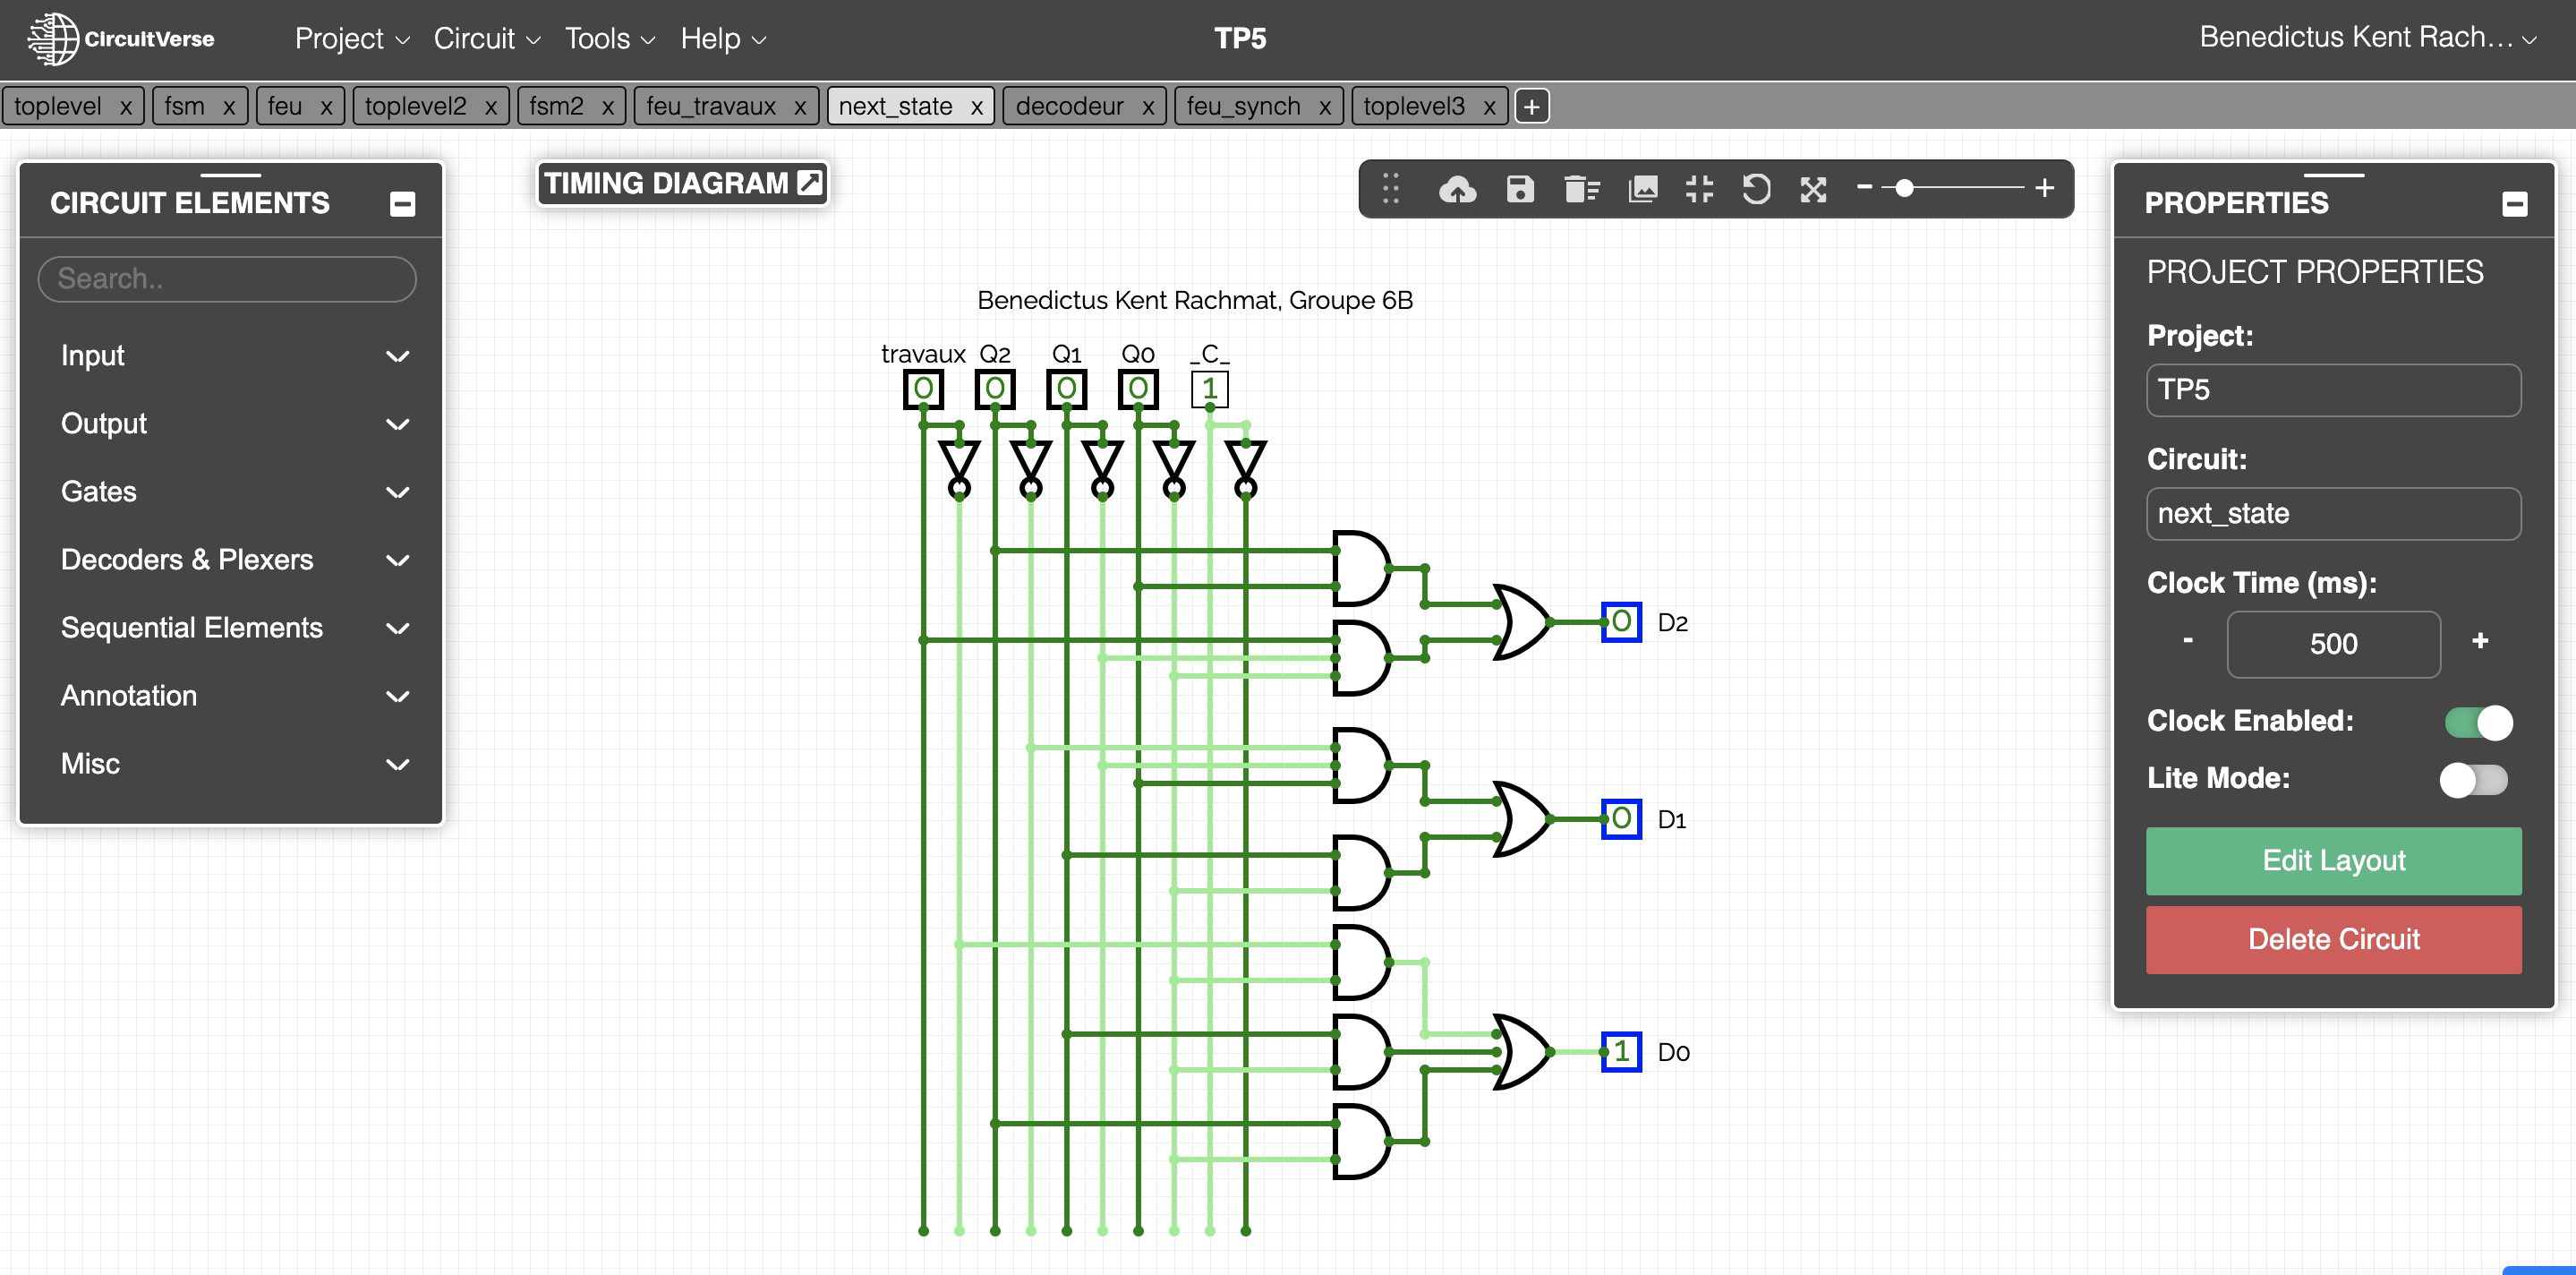 CircuitVerse Project Circuit Tools Help TP5 Benedictus Kent Rach...
toplevel x fsm x feu x toplevel2 x fsm2 x feu_travaux x next_state x decodeur x feu_synch x toplevel3 x +
CIRCUIT ELEMENTS
Search..
Input
Output
Gates
Decoders & Plexers
Sequential Elements
Annotation
Misc
TIMING DIAGRAM
Benedictus Kent Rachmat, Groupe 6B
travaux Q2 Q1 Q0 _C_
0 0 0 0 1
0 D2
0 D1
1 D0
PROPERTIES
PROJECT PROPERTIES
Project:
TP5
Circuit:
next_state
Clock Time (ms):
- 500 +
Clock Enabled:
Lite Mode:
Edit Layout
Delete Circuit